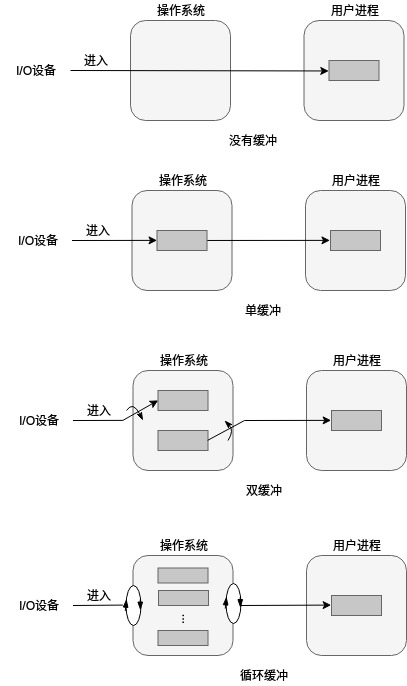 操作系统
用户进程
I/O设备
进入
没有缓冲
操作系统
用户进程
I/O设备
进入
单缓冲
操作系统
用户进程
I/O设备
进入
双缓冲
操作系统
用户进程
I/O设备
进入
⋮
循环缓冲